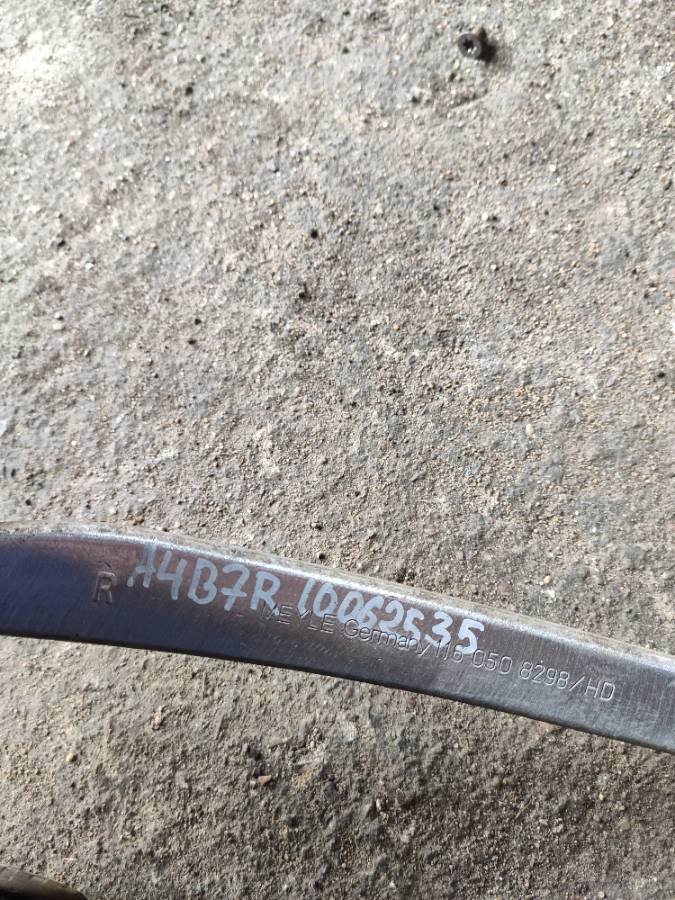 R
A4B7R 10062535
MEYLE Germany 116 050 8298/HD